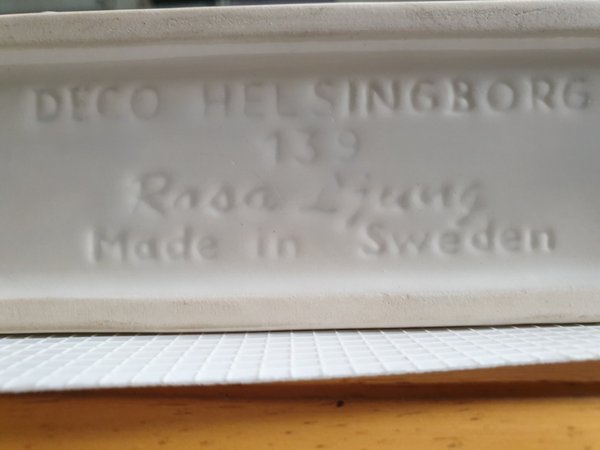 DECO HELSINGBORG
139
Rosa Ljung
Made in Sweden